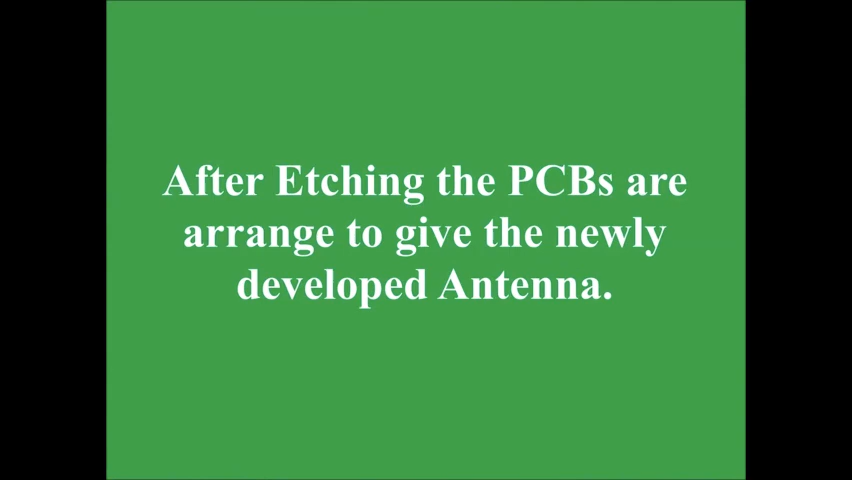 After Etching the PCBs are
arrange to give the newly
developed Antenna.